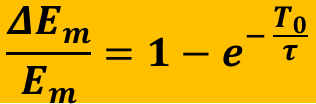 ΔE_m / E_m = 1 − e^(−T_0/τ)